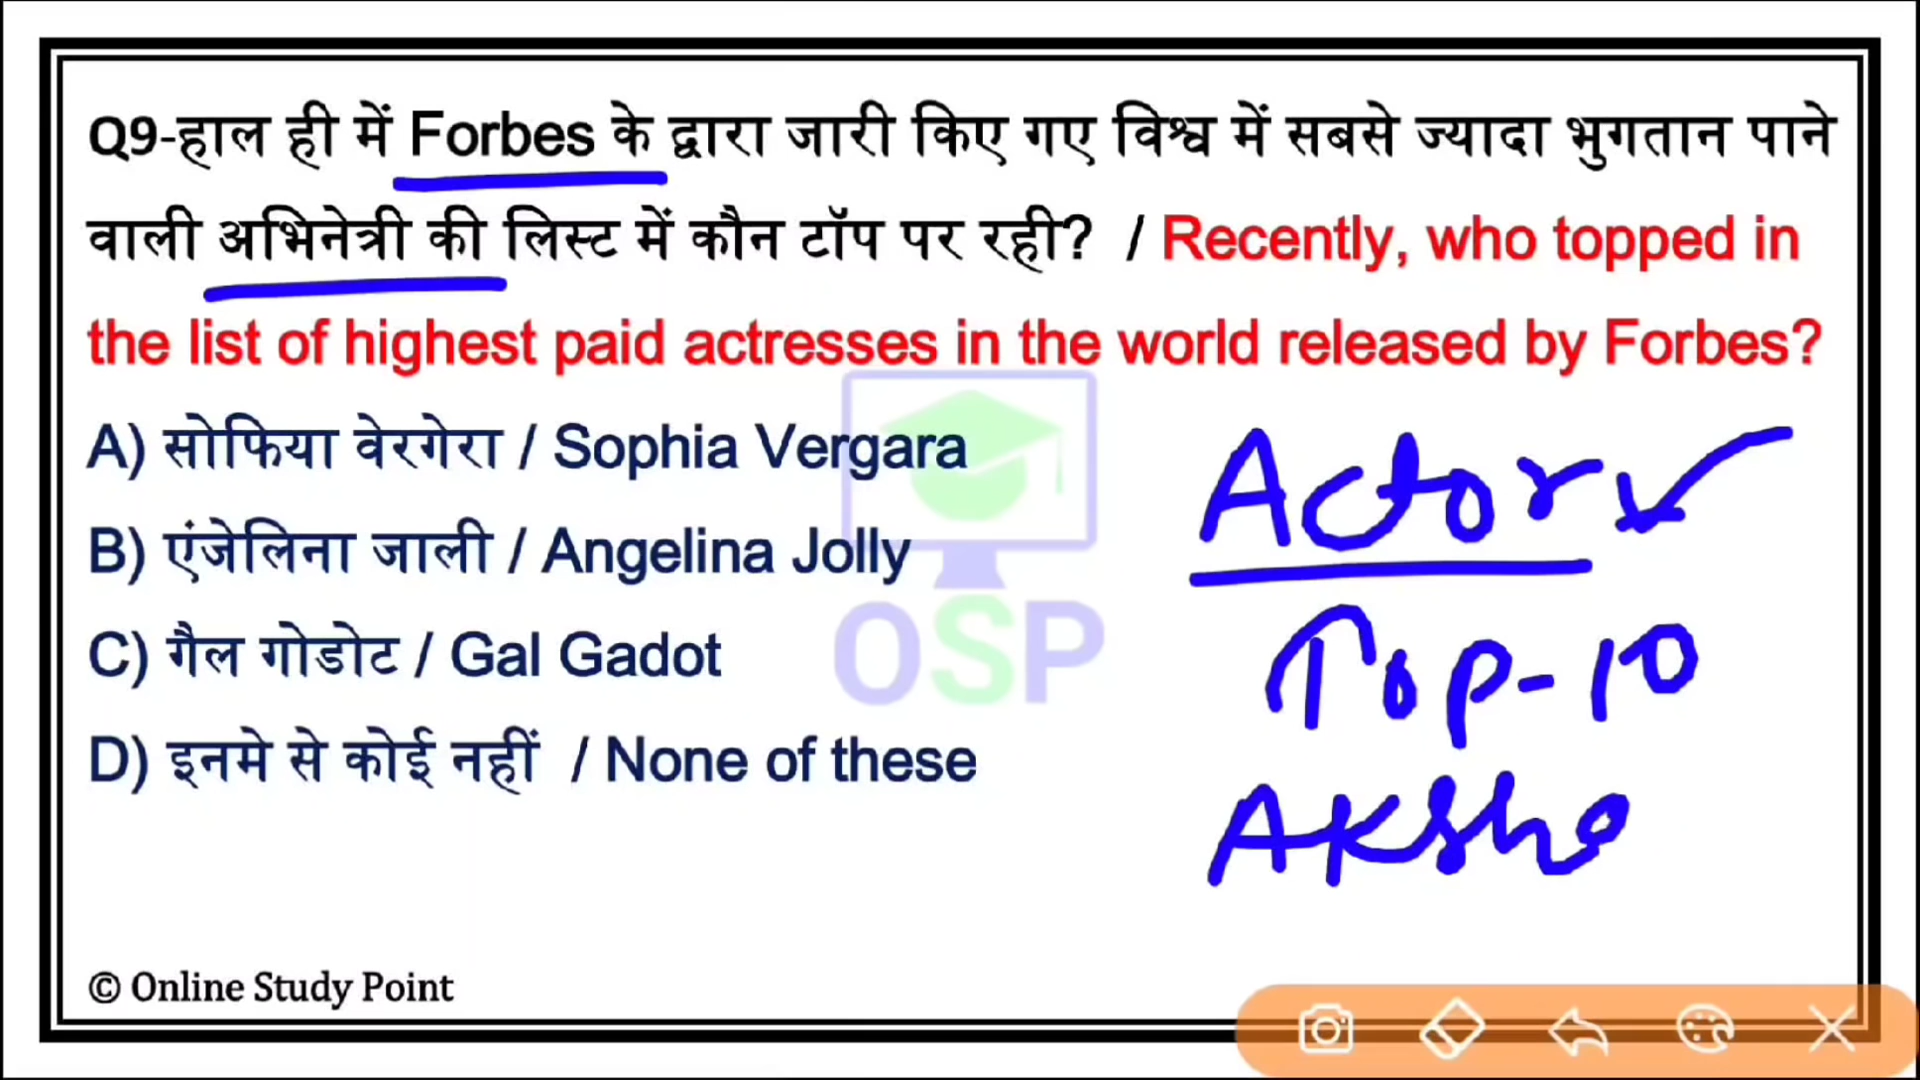 Q9-हाल ही में Forbes के द्वारा जारी किए गए विश्व में सबसे ज्यादा भुगतान पाने
वाली अभिनेत्री की लिस्ट में कौन टॉप पर रही? / Recently, who topped in
the list of highest paid actresses in the world released by Forbes?
A) सोफिया वेरगेरा / Sophia Vergara
B) एंजेलिना जाली / Angelina Jolly
C) गैल गोडोट / Gal Gadot
D) इनमे से कोई नहीं / None of these
Actor
Top-10
Aksha
OSP
© Online Study Point